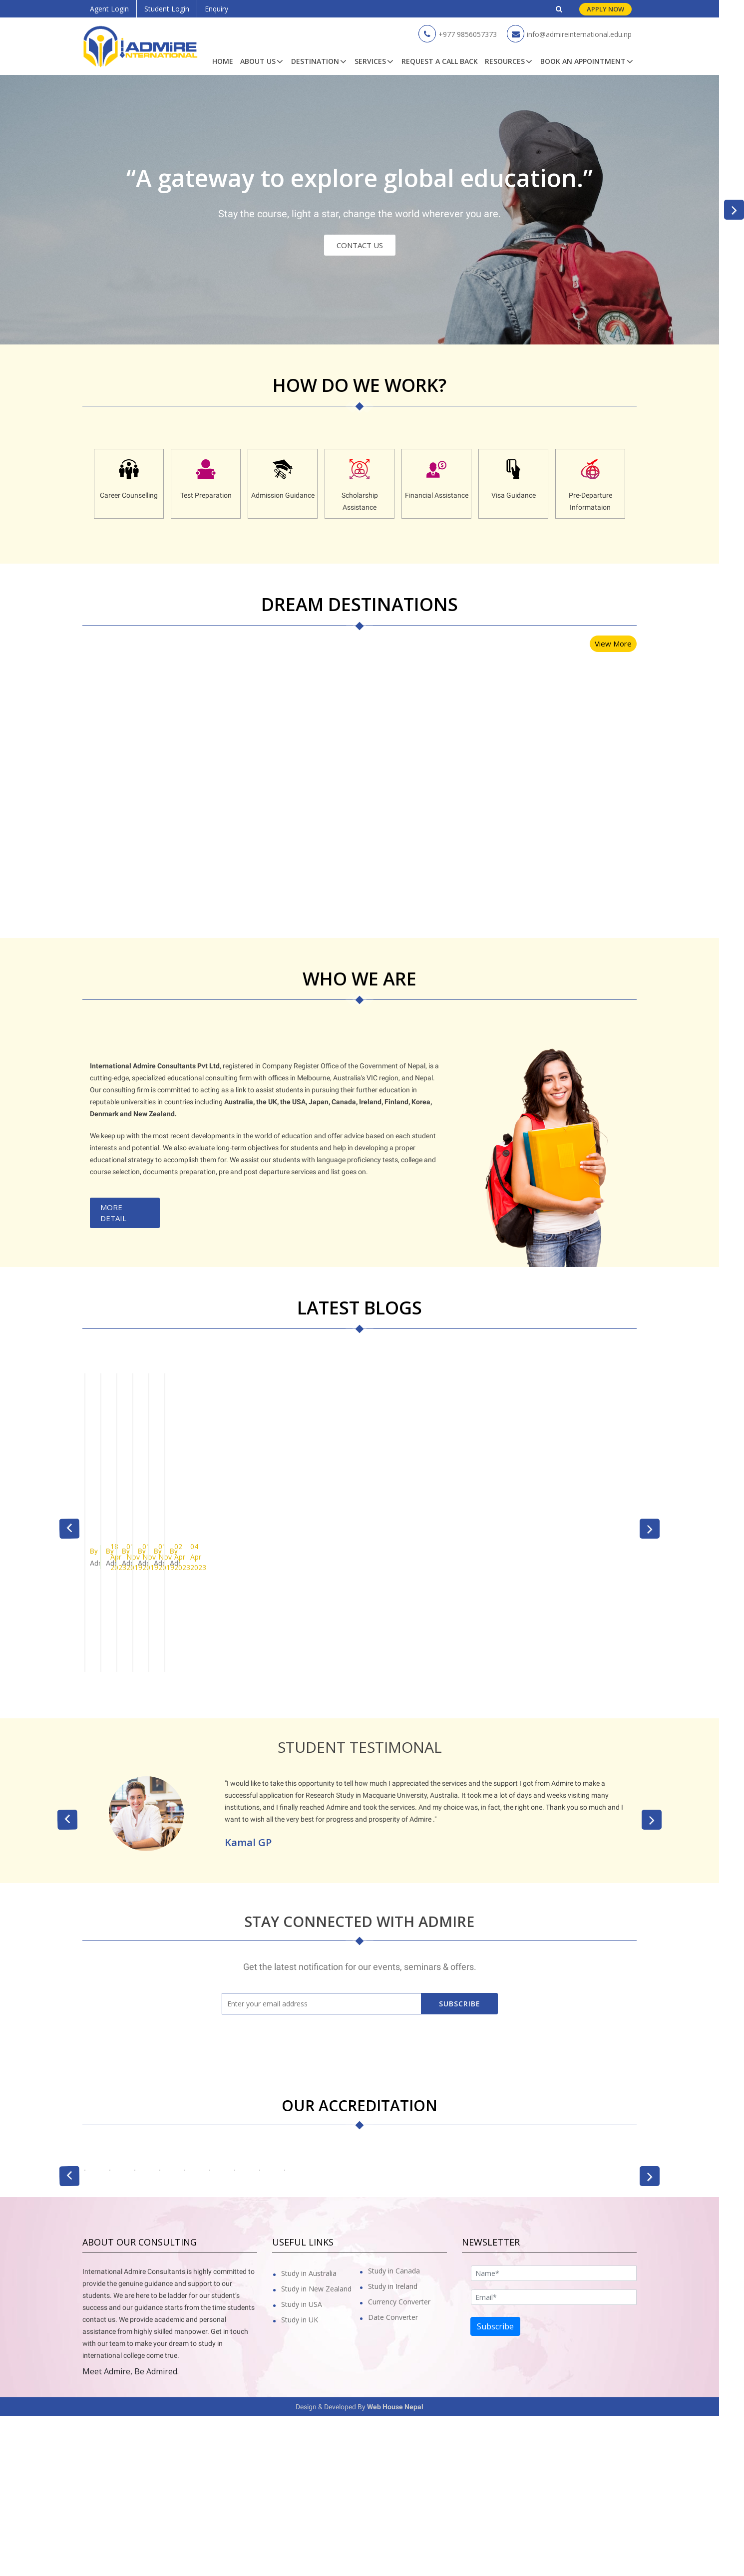 Agent Login
Student Login
Enquiry
APPLY NOW
ADMIRE
INTERNATIONAL
+977 9856057373
info@admireinternational.edu.np
HOME
ABOUT US
DESTINATION
SERVICES
REQUEST A CALL BACK
RESOURCES
BOOK AN APPOINTMENT
“A gateway to explore global education.”
Stay the course, light a star, change the world wherever you are.
CONTACT US
HOW DO WE WORK?
Career Counselling
Test Preparation
Admission Guidance
Scholarship
Assistance
Financial Assistance
Visa Guidance
Pre-Departure
Informataion
DREAM DESTINATIONS
View More
WHO WE ARE
International Admire Consultants Pvt Ltd, registered in Company Register Office of the Government of Nepal, is a
cutting-edge, specialized educational consulting firm with offices in Melbourne, Australia's VIC region, and Nepal.
Our consulting firm is committed to acting as a link to assist students in pursuing their further education in
reputable universities in countries including Australia, the UK, the USA, Japan, Canada, Ireland, Finland, Korea,
Denmark and New Zealand.
We keep up with the most recent developments in the world of education and offer advice based on each student
interests and potential. We also evaluate long-term objectives for students and help in developing a proper
educational strategy to accomplish them for. We assist our students with language proficiency tests, college and
course selection, documents preparation, pre and post departure services and list goes on.
MORE
DETAIL
LATEST BLOGS
By
By
By
By
By
By
04
Apr
2023
STUDENT TESTIMONAL
"I would like to take this opportunity to tell how much I appreciated the services and the support I got from Admire to make a
successful application for Research Study in Macquarie University, Australia. It took me a lot of days and weeks visiting many
institutions, and I finally reached Admire and took the services. And my choice was, in fact, the right one. Thank you so much and I
want to wish all the very best for progress and prosperity of Admire ."
Kamal GP
STAY CONNECTED WITH ADMIRE
Get the latest notification for our events, seminars & offers.
Enter your email address
SUBSCRIBE
OUR ACCREDITATION
ABOUT OUR CONSULTING
International Admire Consultants is highly committed to
provide the genuine guidance and support to our
students. We are here to be ladder for our student’s
success and our guidance starts from the time students
contact us. We provide academic and personal
assistance from highly skilled manpower. Get in touch
with our team to make your dream to study in
international college come true.
Meet Admire, Be Admired.
USEFUL LINKS
Study in Australia
Study in New Zealand
Study in USA
Study in UK
Study in Canada
Study in Ireland
Currency Converter
Date Converter
NEWSLETTER
Name*
Email*
Subscribe
Design & Developed By Web House Nepal